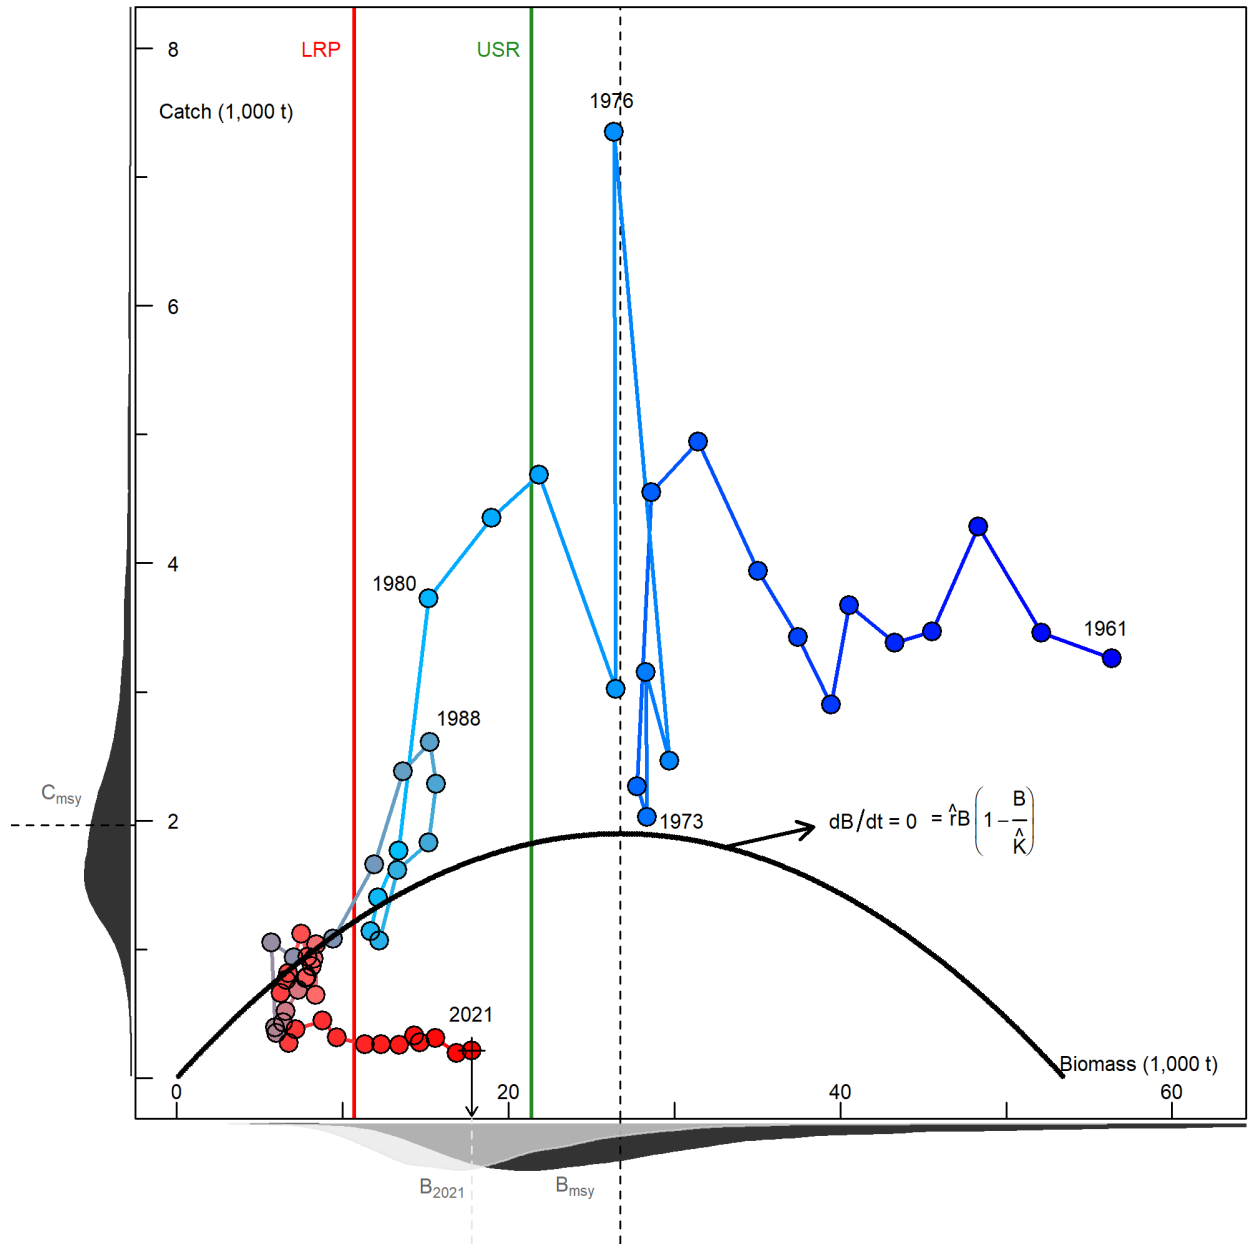 LRP
USR
8
1976
Catch (1,000 t)
6
4
1980
1961
1988
C msy
2
1973
dB/dt = 0 = r̂B(1 - B/K̂)
2021
Biomass (1,000 t)
0
20
40
60
B2021
Bmsy